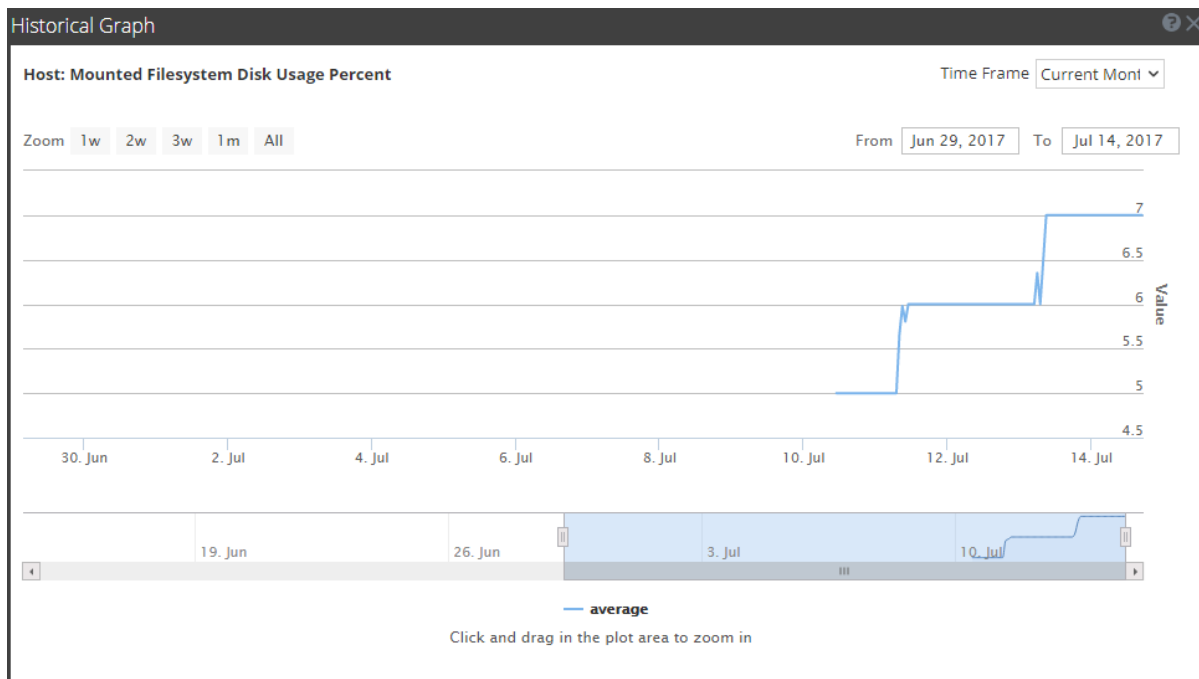 Historical Graph
Host: Mounted Filesystem Disk Usage Percent
Time Frame Current Mont
Zoom 1w 2w 3w 1m All
From Jun 29, 2017 To Jul 14, 2017
7
6.5
6
5.5
5
4.5
Value
30. Jun 2. Jul 4. Jul 6. Jul 8. Jul 10. Jul 12. Jul 14. Jul
19. Jun 26. Jun 3. Jul 10. Jul
average
Click and drag in the plot area to zoom in